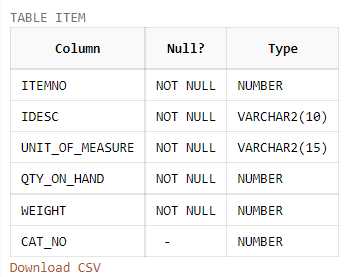 TABLE ITEM
Column Null? Type
ITEMNO NOT NULL NUMBER
IDESC NOT NULL VARCHAR2(10)
UNIT_OF_MEASURE NOT NULL VARCHAR2(15)
QTY_ON_HAND NOT NULL NUMBER
WEIGHT NOT NULL NUMBER
CAT_NO - NUMBER
Download CSV